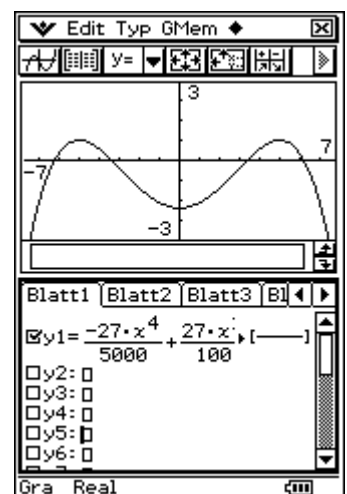 Edit Typ GMem ◆
y=
3
-7 7
-3
Blatt1 Blatt2 Blatt3 Bl
y1=-27·x^4/5000+27·x/100
y2:
y3:
y4:
y5:
y6:
Gra Real